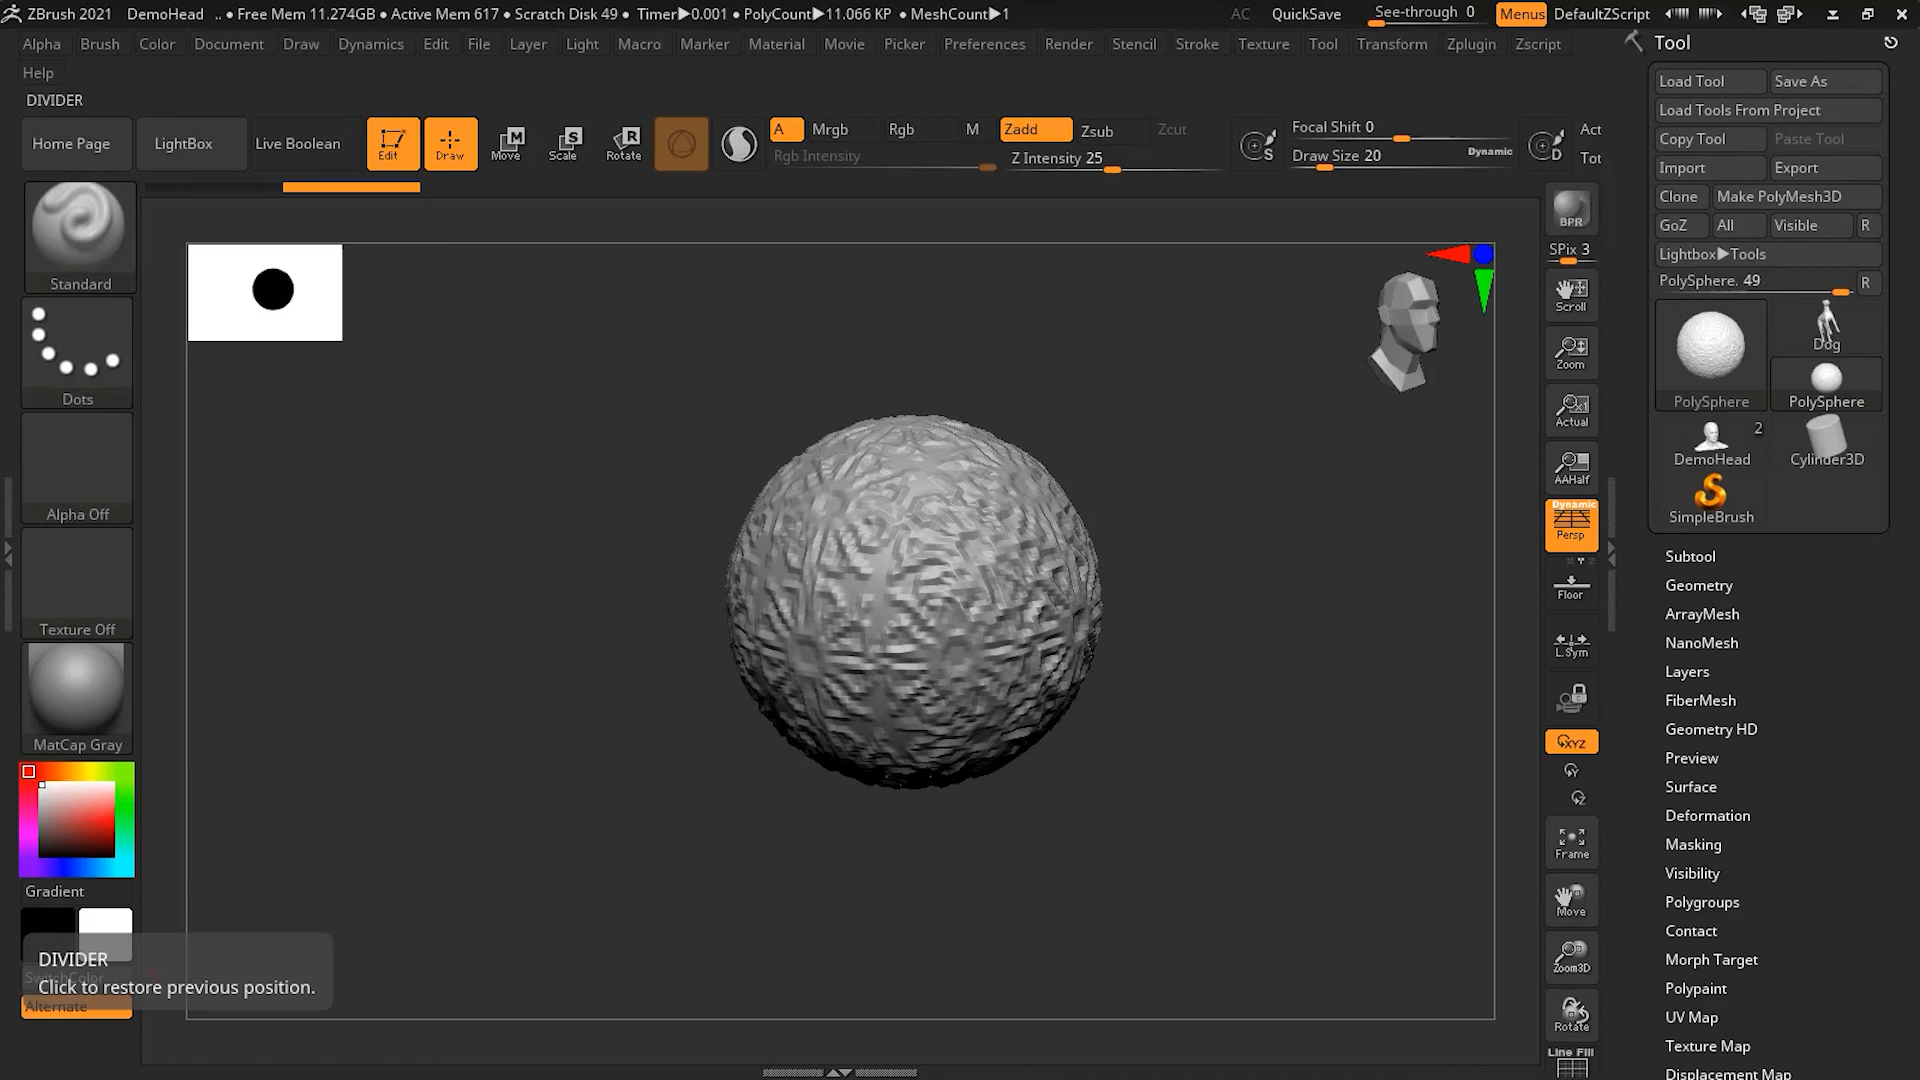 ZBrush 2021 DemoHead .. • Free Mem 11.274GB • Active Mem 617 • Scratch Disk 49 • Timer▶0.001 • PolyCount▶11.066 KP • MeshCount▶1 AC QuickSave See-through 0 Menus DefaultZScript
Alpha Brush Color Document Draw Dynamics Edit File Layer Light Macro Marker Material Movie Picker Preferences Render Stencil Stroke Texture Tool Transform Zplugin Zscript
Help
DIVIDER
Home Page LightBox Live Boolean Edit Draw Move Scale Rotate
M S R
A Mrgb Rgb M Zadd Zsub Zcut
Rgb Intensity Z Intensity 25
S Focal Shift 0
Draw Size 20 Dynamic D
Act
Tot
Standard
Dots
Alpha Off
Texture Off
MatCap Gray
Gradient
SwitchColor
Alternate
DIVIDER
Click to restore previous position.
BPR
SPix 3
Scroll
Zoom
Actual
AAHalf
Dynamic
Persp
Floor
L.Sym
XYZ
Y
Z
Frame
Move
Zoom3D
Rotate
Line Fill
Tool
Load Tool Save As
Load Tools From Project
Copy Tool Paste Tool
Import Export
Clone Make PolyMesh3D
GoZ All Visible R
Lightbox▶Tools
PolySphere. 49 R
PolySphere Dog
PolySphere
DemoHead 2 Cylinder3D
SimpleBrush
Subtool
Geometry
ArrayMesh
NanoMesh
Layers
FiberMesh
Geometry HD
Preview
Surface
Deformation
Masking
Visibility
Polygroups
Contact
Morph Target
Polypaint
UV Map
Texture Map
Displacement Map